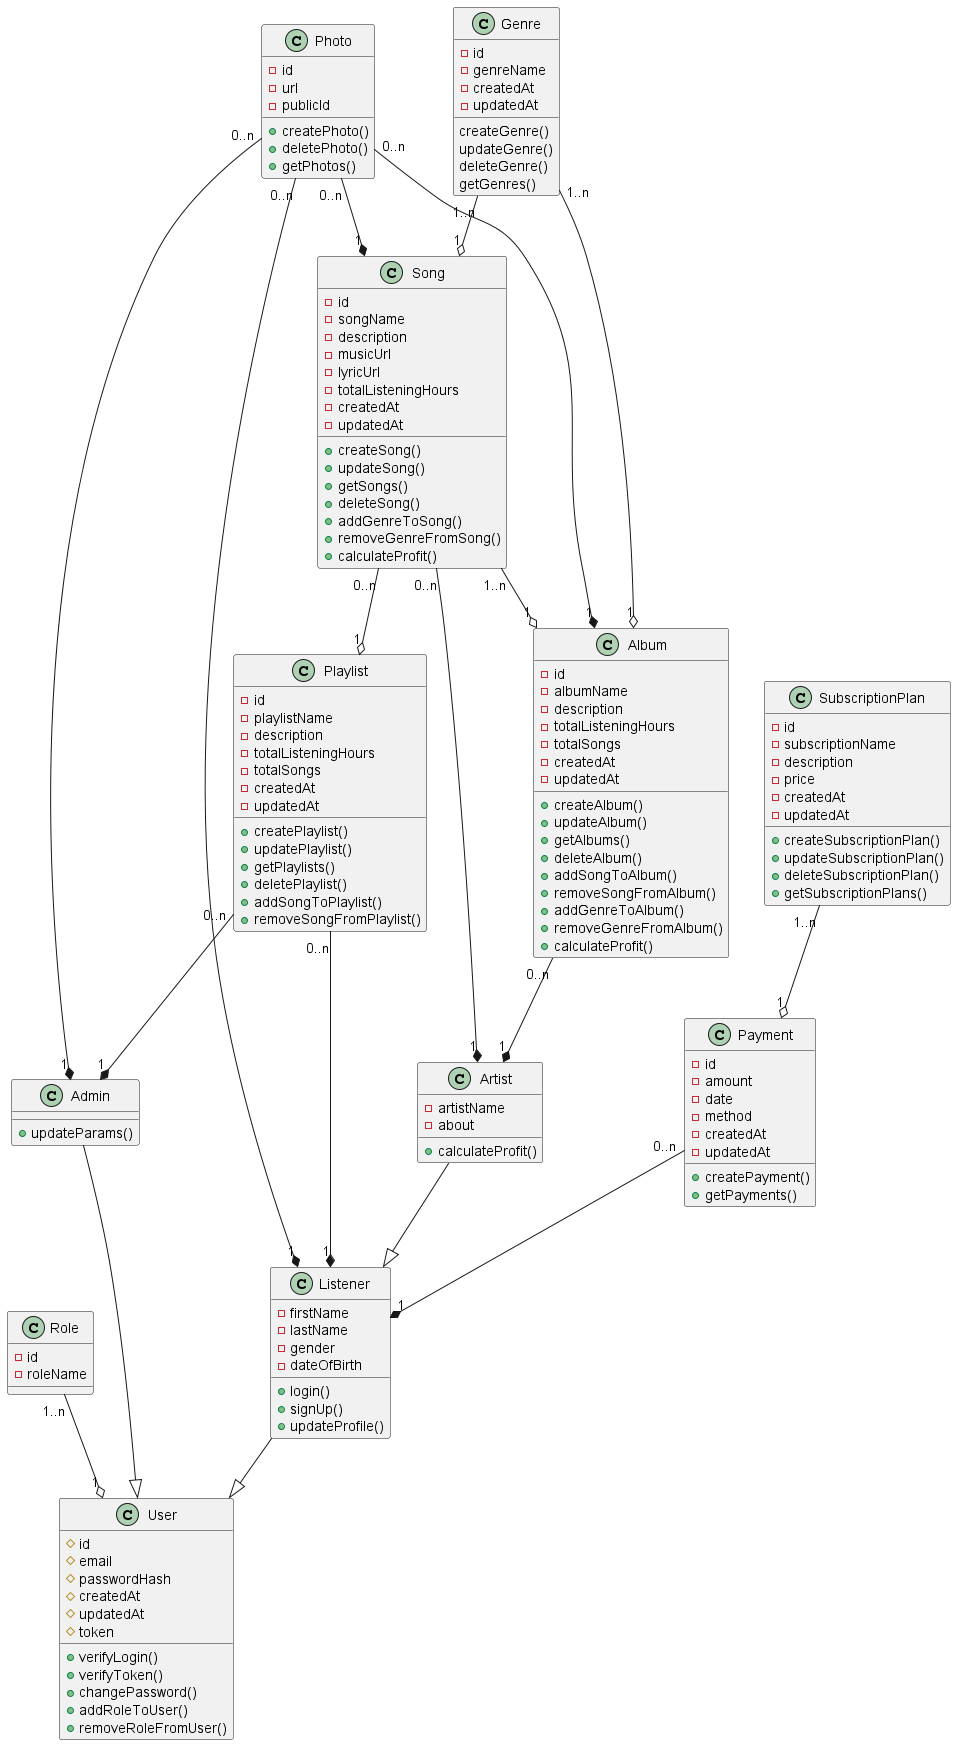 C Photo
id
url
publicId
createPhoto()
deletePhoto()
getPhotos()
C Genre
id
genreName
createdAt
updatedAt
createGenre()
updateGenre()
deleteGenre()
getGenres()
0..n
0..n
0..n
0..n
1..n
1..n
1
1
C Song
id
songName
description
musicUrl
lyricUrl
totalListeningHours
createdAt
updatedAt
createSong()
updateSong()
getSongs()
deleteSong()
addGenreToSong()
removeGenreFromSong()
calculateProfit()
0..n
0..n
1..n
1
1
1
1
C Playlist
id
playlistName
description
totalListeningHours
totalSongs
createdAt
updatedAt
createPlaylist()
updatePlaylist()
getPlaylists()
deletePlaylist()
addSongToPlaylist()
removeSongFromPlaylist()
C Album
id
albumName
description
totalListeningHours
totalSongs
createdAt
updatedAt
createAlbum()
updateAlbum()
getAlbums()
deleteAlbum()
addSongToAlbum()
removeSongFromAlbum()
addGenreToAlbum()
removeGenreFromAlbum()
calculateProfit()
C SubscriptionPlan
id
subscriptionName
description
price
createdAt
updatedAt
createSubscriptionPlan()
updateSubscriptionPlan()
deleteSubscriptionPlan()
getSubscriptionPlans()
0..n
0..n
0..n
1..n
1
1
1
1
1
C Admin
updateParams()
C Artist
artistName
about
calculateProfit()
C Payment
id
amount
date
method
createdAt
updatedAt
createPayment()
getPayments()
0..n
1
1
1
C Listener
firstName
lastName
gender
dateOfBirth
login()
signUp()
updateProfile()
C Role
id
roleName
1..n
1
C User
id
email
passwordHash
createdAt
updatedAt
token
verifyLogin()
verifyToken()
changePassword()
addRoleToUser()
removeRoleFromUser()